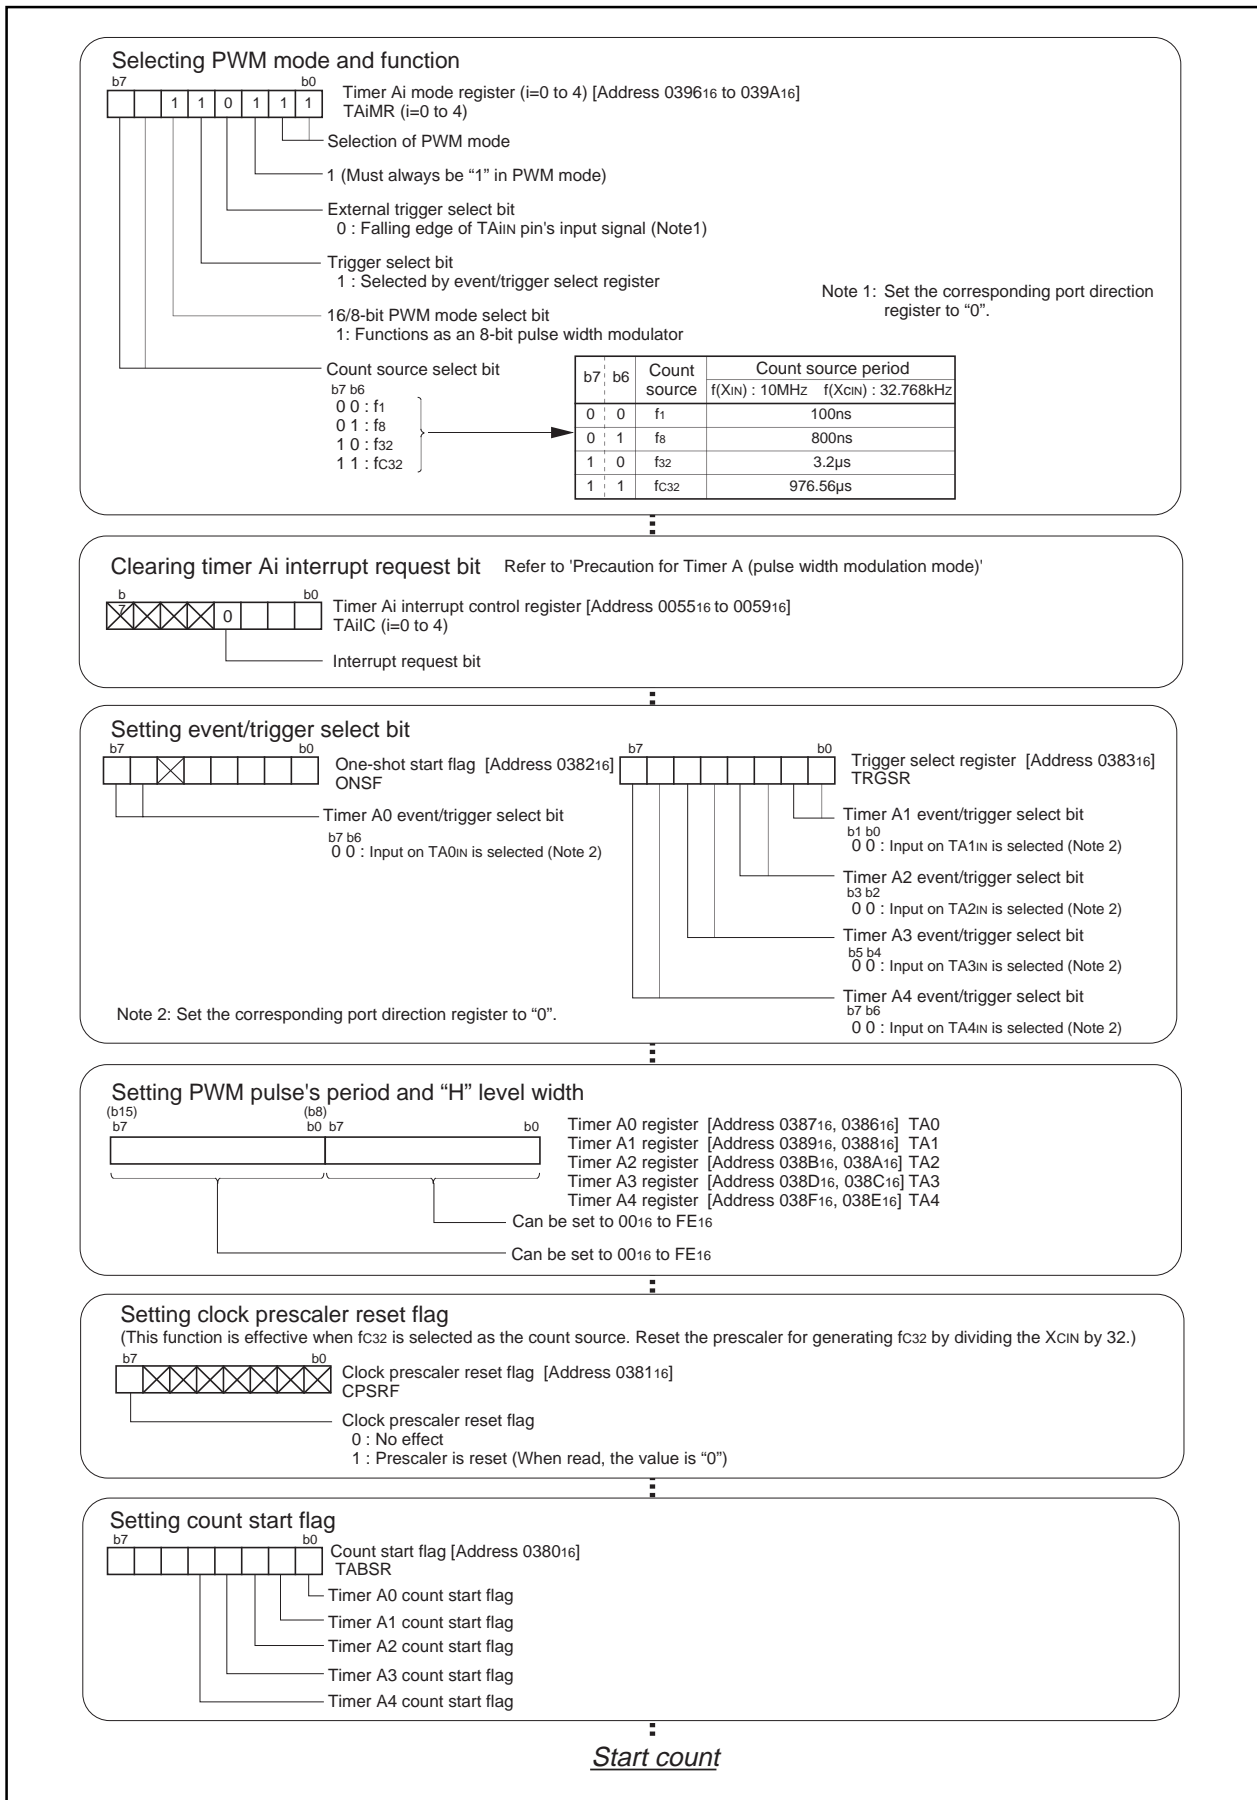 Selecting PWM mode and function
b7 b0
1 1 0 1 1 1
Timer Ai mode register (i=0 to 4) [Address 039616 to 039A16]
TAiMR (i=0 to 4)
Selection of PWM mode
1 (Must always be “1” in PWM mode)
External trigger select bit
0 : Falling edge of TAiIN pin's input signal (Note1)
Trigger select bit
1 : Selected by event/trigger select register
Note 1: Set the corresponding port direction
register to “0”.
16/8-bit PWM mode select bit
1: Functions as an 8-bit pulse width modulator
Count source select bit
b7 b6
0 0 : f1
0 1 : f8
1 0 : f32
1 1 : fC32
b7 b6 Count source Count source period
f(XIN) : 10MHz f(XCIN) : 32.768kHz
0 0 f1 100ns
0 1 f8 800ns
1 0 f32 3.2µs
1 1 fC32 976.56µs
Clearing timer Ai interrupt request bit Refer to 'Precaution for Timer A (pulse width modulation mode)'
b7 b0
0
Timer Ai interrupt control register [Address 005516 to 005916]
TAiIC (i=0 to 4)
Interrupt request bit
Setting event/trigger select bit
b7 b0
One-shot start flag [Address 038216]
ONSF
Timer A0 event/trigger select bit
b7 b6
0 0 : Input on TA0IN is selected (Note 2)
b7 b0
Trigger select register [Address 038316]
TRGSR
Timer A1 event/trigger select bit
b1 b0
0 0 : Input on TA1IN is selected (Note 2)
Timer A2 event/trigger select bit
b3 b2
0 0 : Input on TA2IN is selected (Note 2)
Timer A3 event/trigger select bit
b5 b4
0 0 : Input on TA3IN is selected (Note 2)
Timer A4 event/trigger select bit
b7 b6
0 0 : Input on TA4IN is selected (Note 2)
Note 2: Set the corresponding port direction register to “0”.
Setting PWM pulse's period and “H” level width
(b15) (b8)
b7 b0 b7 b0
Timer A0 register [Address 038716, 038616] TA0
Timer A1 register [Address 038916, 038816] TA1
Timer A2 register [Address 038B16, 038A16] TA2
Timer A3 register [Address 038D16, 038C16] TA3
Timer A4 register [Address 038F16, 038E16] TA4
Can be set to 0016 to FE16
Can be set to 0016 to FE16
Setting clock prescaler reset flag
(This function is effective when fC32 is selected as the count source. Reset the prescaler for generating fC32 by dividing the XCIN by 32.)
b7 b0
Clock prescaler reset flag [Address 038116]
CPSRF
Clock prescaler reset flag
0 : No effect
1 : Prescaler is reset (When read, the value is “0”)
Setting count start flag
b7 b0
Count start flag [Address 038016]
TABSR
Timer A0 count start flag
Timer A1 count start flag
Timer A2 count start flag
Timer A3 count start flag
Timer A4 count start flag
Start count